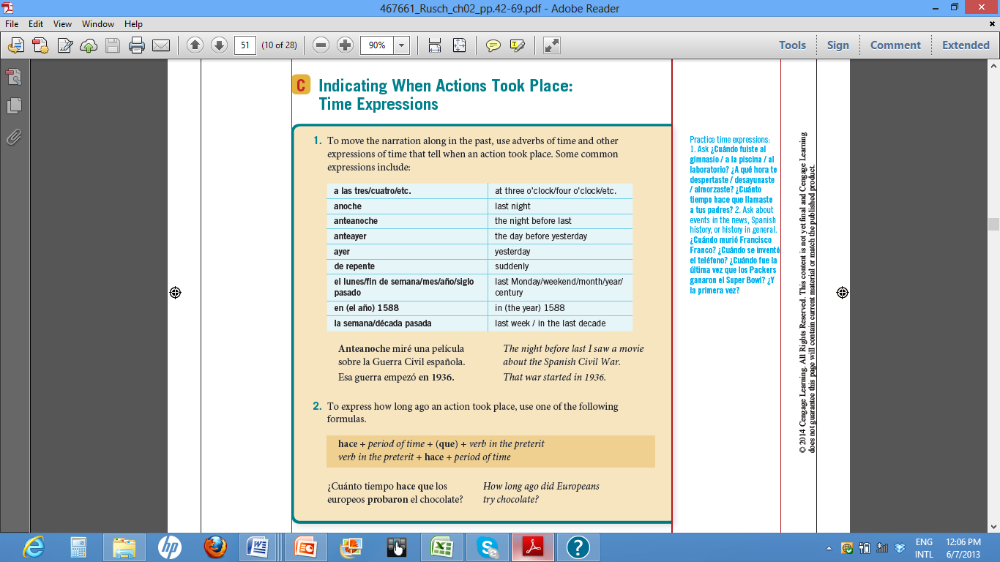 467661_Rusch_ch02_pp.42-69.pdf - Adobe Reader
File Edit View Window Help
51 (10 of 28) 90% Tools Sign Comment Extended
C Indicating When Actions Took Place:
Time Expressions
1. To move the narration along in the past, use adverbs of time and other
expressions of time that tell when an action took place. Some common
expressions include:
a las tres/cuatro/etc. at three o'clock/four o'clock/etc.
anoche last night
anteanoche the night before last
anteayer the day before yesterday
ayer yesterday
de repente suddenly
el lunes/fin de semana/mes/año/siglo last Monday/weekend/month/year/
pasado century
en (el año) 1588 in (the year) 1588
la semana/década pasada last week / in the last decade
Anteanoche miré una película The night before last I saw a movie
sobre la Guerra Civil española. about the Spanish Civil War.
Esa guerra empezó en 1936. That war started in 1936.
2. To express how long ago an action took place, use one of the following
formulas.
hace + period of time + (que) + verb in the preterit
verb in the preterit + hace + period of time
¿Cuánto tiempo hace que los How long ago did Europeans
europeos probaron el chocolate? try chocolate?
Practice time expressions:
1. Ask ¿Cuándo fuiste al
gimnasio / a la piscina / al
laboratorio? ¿A qué hora te
despertaste / desayunaste
/ almorzaste? ¿Cuánto
tiempo hace que llamaste
a tus padres? 2. Ask about
events in the news, Spanish
history, or history in general.
¿Cuándo murió Francisco
Franco? ¿Cuándo se inventó
el teléfono? ¿Cuándo fue la
última vez que los Packers
ganaron el Super Bowl? ¿Y
la primera vez?
© 2014 Cengage Learning. All Rights Reserved. This content is not yet final and Cengage Learning
does not guarantee this page will contain current material or match the published product.
ENG 12:06 PM
INTL 6/7/2013